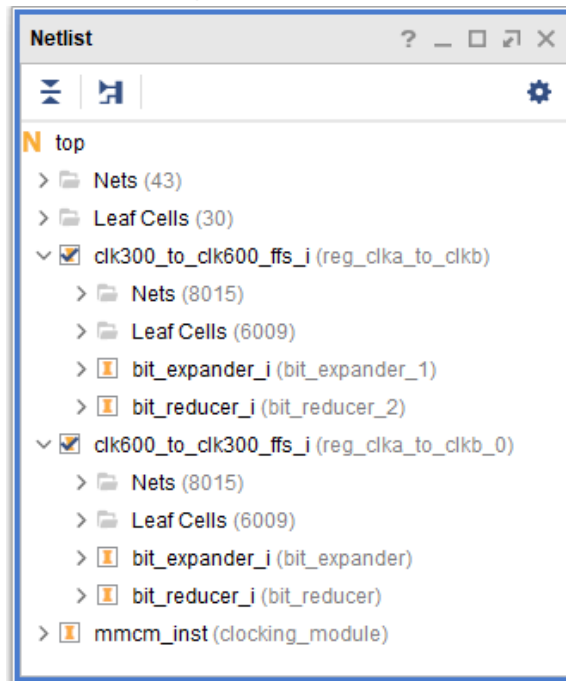 Netlist
top
Nets (43)
Leaf Cells (30)
clk300_to_clk600_ffs_i (reg_clka_to_clkb)
Nets (8015)
Leaf Cells (6009)
bit_expander_i (bit_expander_1)
bit_reducer_i (bit_reducer_2)
clk600_to_clk300_ffs_i (reg_clka_to_clkb_0)
Nets (8015)
Leaf Cells (6009)
bit_expander_i (bit_expander)
bit_reducer_i (bit_reducer)
mmcm_inst (clocking_module)